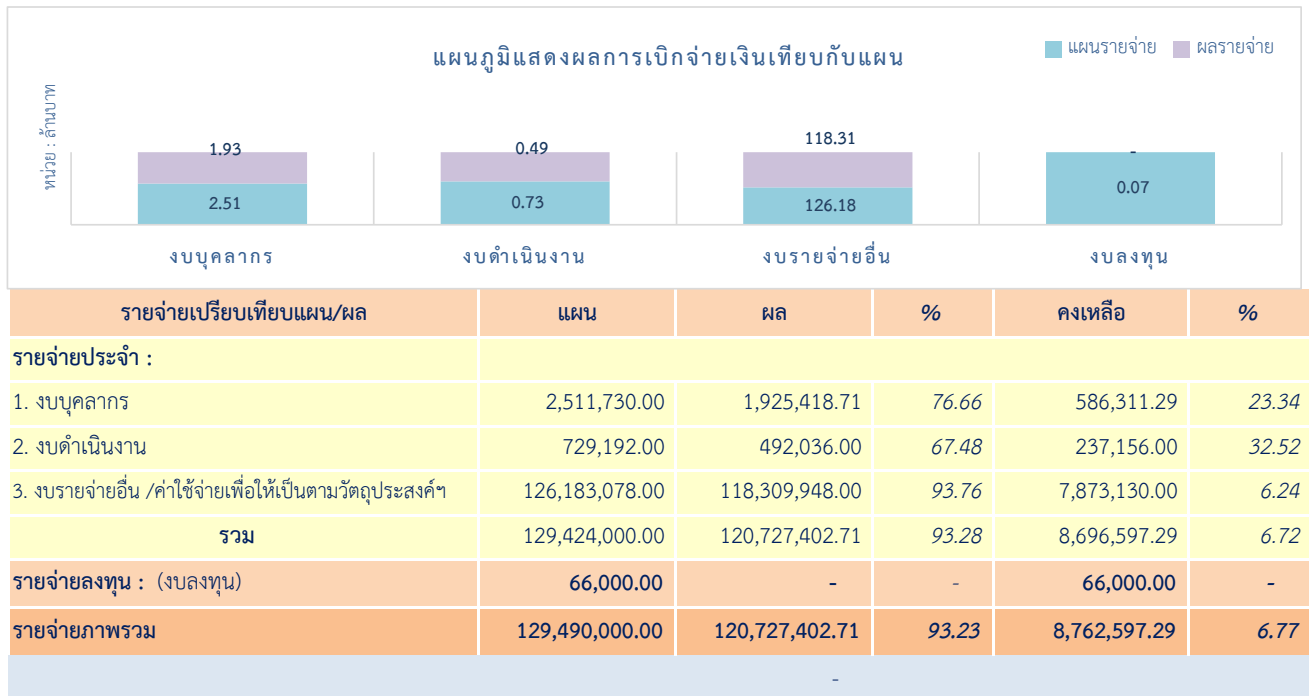 แผนภูมิแสดงผลการเบิกจ่ายเงินเทียบกับแผน
แผนรายจ่าย ผลรายจ่าย
หน่วย : ล้านบาท
1.93 0.49 118.31 -
2.51 0.73 126.18 0.07
งบบุคลากร งบดำเนินงาน งบรายจ่ายอื่น งบลงทุน
รายจ่ายเปรียบเทียบแผน/ผล แผน ผล % คงเหลือ %
รายจ่ายประจำ :
1. งบบุคลากร 2,511,730.00 1,925,418.71 76.66 586,311.29 23.34
2. งบดำเนินงาน 729,192.00 492,036.00 67.48 237,156.00 32.52
3. งบรายจ่ายอื่น /ค่าใช้จ่ายเพื่อให้เป็นตามวัตถุประสงค์ฯ 126,183,078.00 118,309,948.00 93.76 7,873,130.00 6.24
รวม 129,424,000.00 120,727,402.71 93.28 8,696,597.29 6.72
รายจ่ายลงทุน : (งบลงทุน) 66,000.00 - - 66,000.00 -
รายจ่ายภาพรวม 129,490,000.00 120,727,402.71 93.23 8,762,597.29 6.77
-